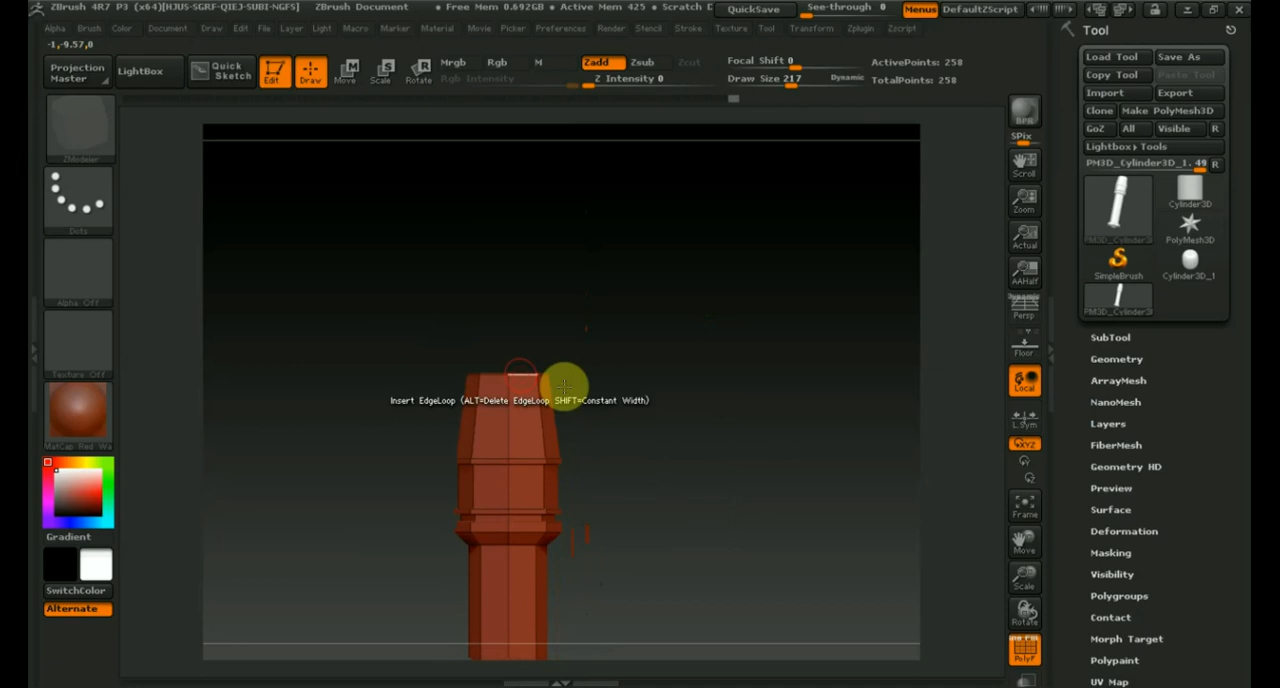 ZBrush 4R7 P3 (x64)[HJUS-SGRF-QIEJ-SUBI-NGFS] ZBrush Document • Free Mem 0.692GB • Active Mem 425 • Scratch D QuickSave See-through 0 Menus DefaultZScript
Alpha Brush Color Document Draw Edit File Layer Light Macro Marker Material Movie Picker Preferences Render Stencil Stroke Texture Tool Transform Zplugin Zscript
-1,-9.57,0
Projection Master
LightBox
Quick Sketch
Edit
Draw
Move
Scale
Rotate
Mrgb Rgb M
Rgb Intensity
Zadd Zsub Zcut
Z Intensity 0
Focal Shift 0
Draw Size 217 Dynamic
ActivePoints: 258
TotalPoints: 258
ZModeler
Dots
Alpha Off
Texture Off
MatCap Red Wa
Gradient
SwitchColor
Alternate
Insert EdgeLoop (ALT=Delete EdgeLoop SHIFT=Constant Width)
BPR
SPix
Scroll
Zoom
Actual
AAHalf
Dynamic
Persp
Floor
Local
L.Sym
XYZ
Frame
Move
Scale
Rotate
PolyF
Tool
Load Tool Save As
Copy Tool Paste Tool
Import Export
Clone Make PolyMesh3D
GoZ All Visible R
Lightbox▸Tools
PM3D_Cylinder3D_1. 49 R
PM3D_Cylinder3
Cylinder3D
PolyMesh3D
SimpleBrush
Cylinder3D_1
PM3D_Cylinder3
SubTool
Geometry
ArrayMesh
NanoMesh
Layers
FiberMesh
Geometry HD
Preview
Surface
Deformation
Masking
Visibility
Polygroups
Contact
Morph Target
Polypaint
UV Map